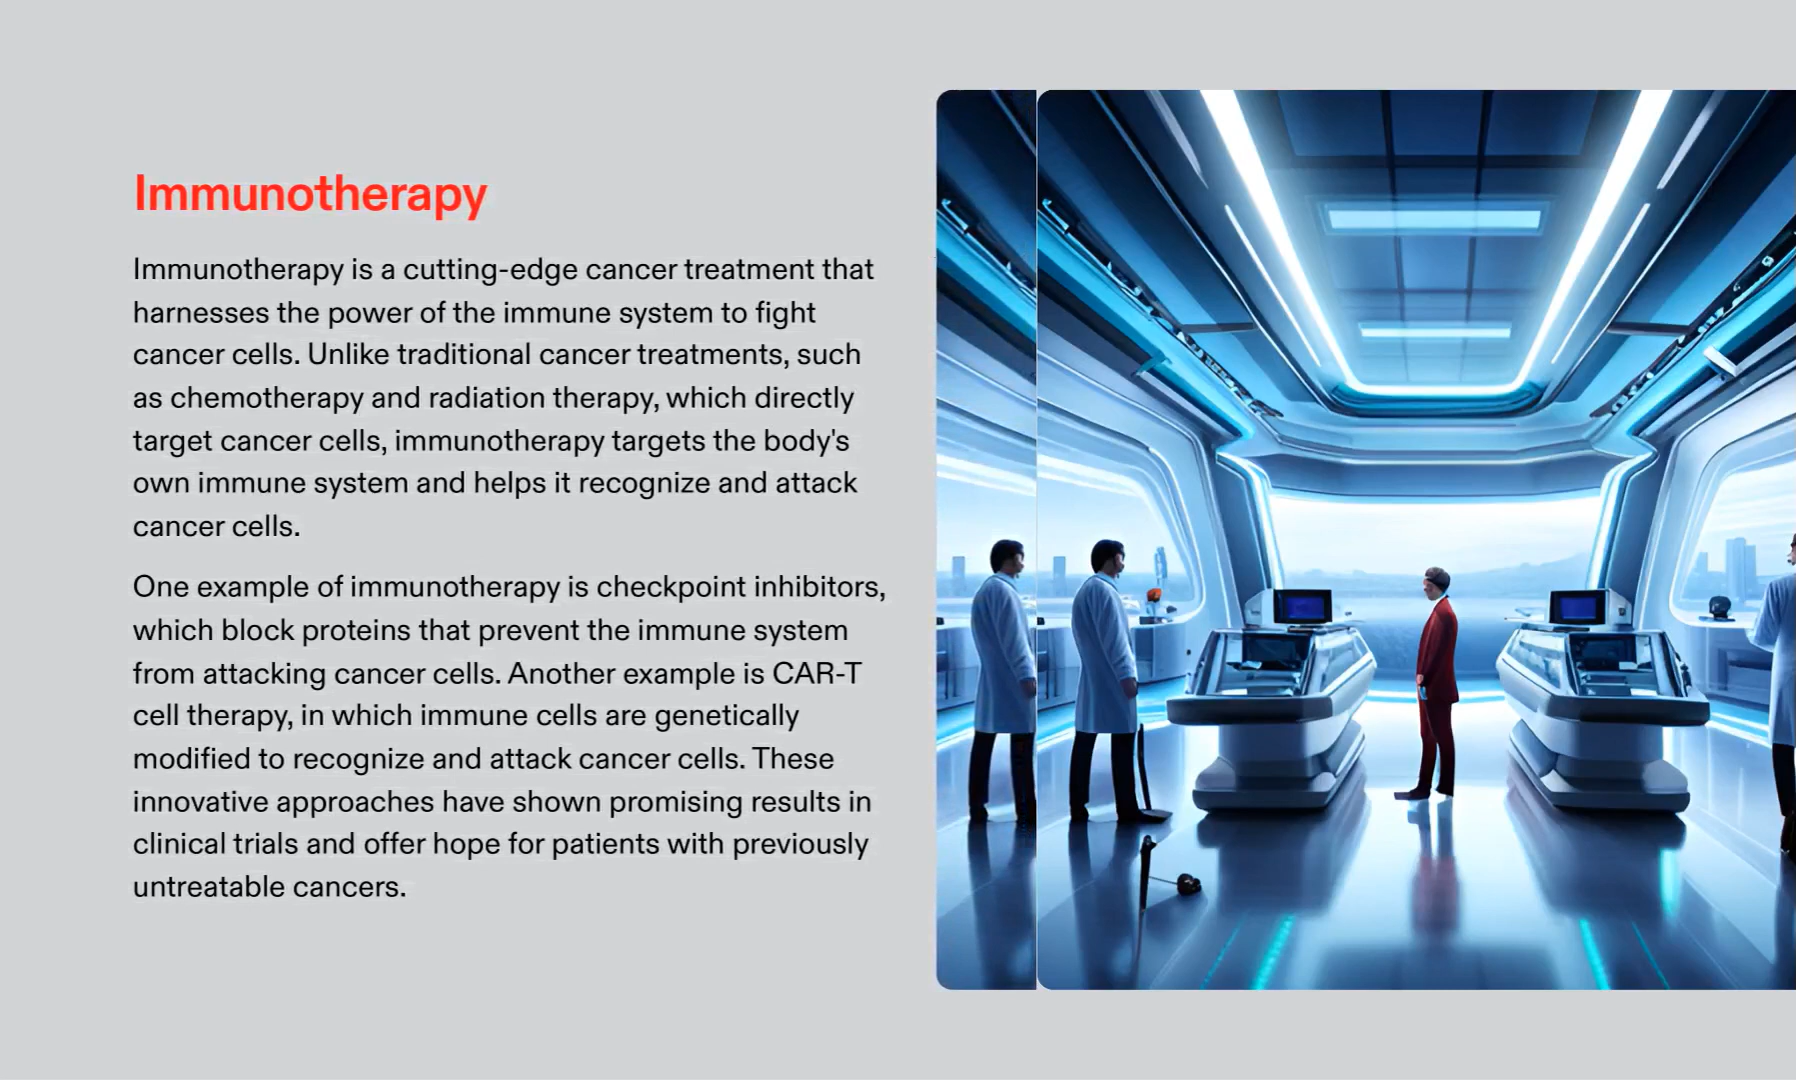 Immunotherapy
Immunotherapy is a cutting-edge cancer treatment that
harnesses the power of the immune system to fight
cancer cells. Unlike traditional cancer treatments, such
as chemotherapy and radiation therapy, which directly
target cancer cells, immunotherapy targets the body's
own immune system and helps it recognize and attack
cancer cells.
One example of immunotherapy is checkpoint inhibitors,
which block proteins that prevent the immune system
from attacking cancer cells. Another example is CAR-T
cell therapy, in which immune cells are genetically
modified to recognize and attack cancer cells. These
innovative approaches have shown promising results in
clinical trials and offer hope for patients with previously
untreatable cancers.